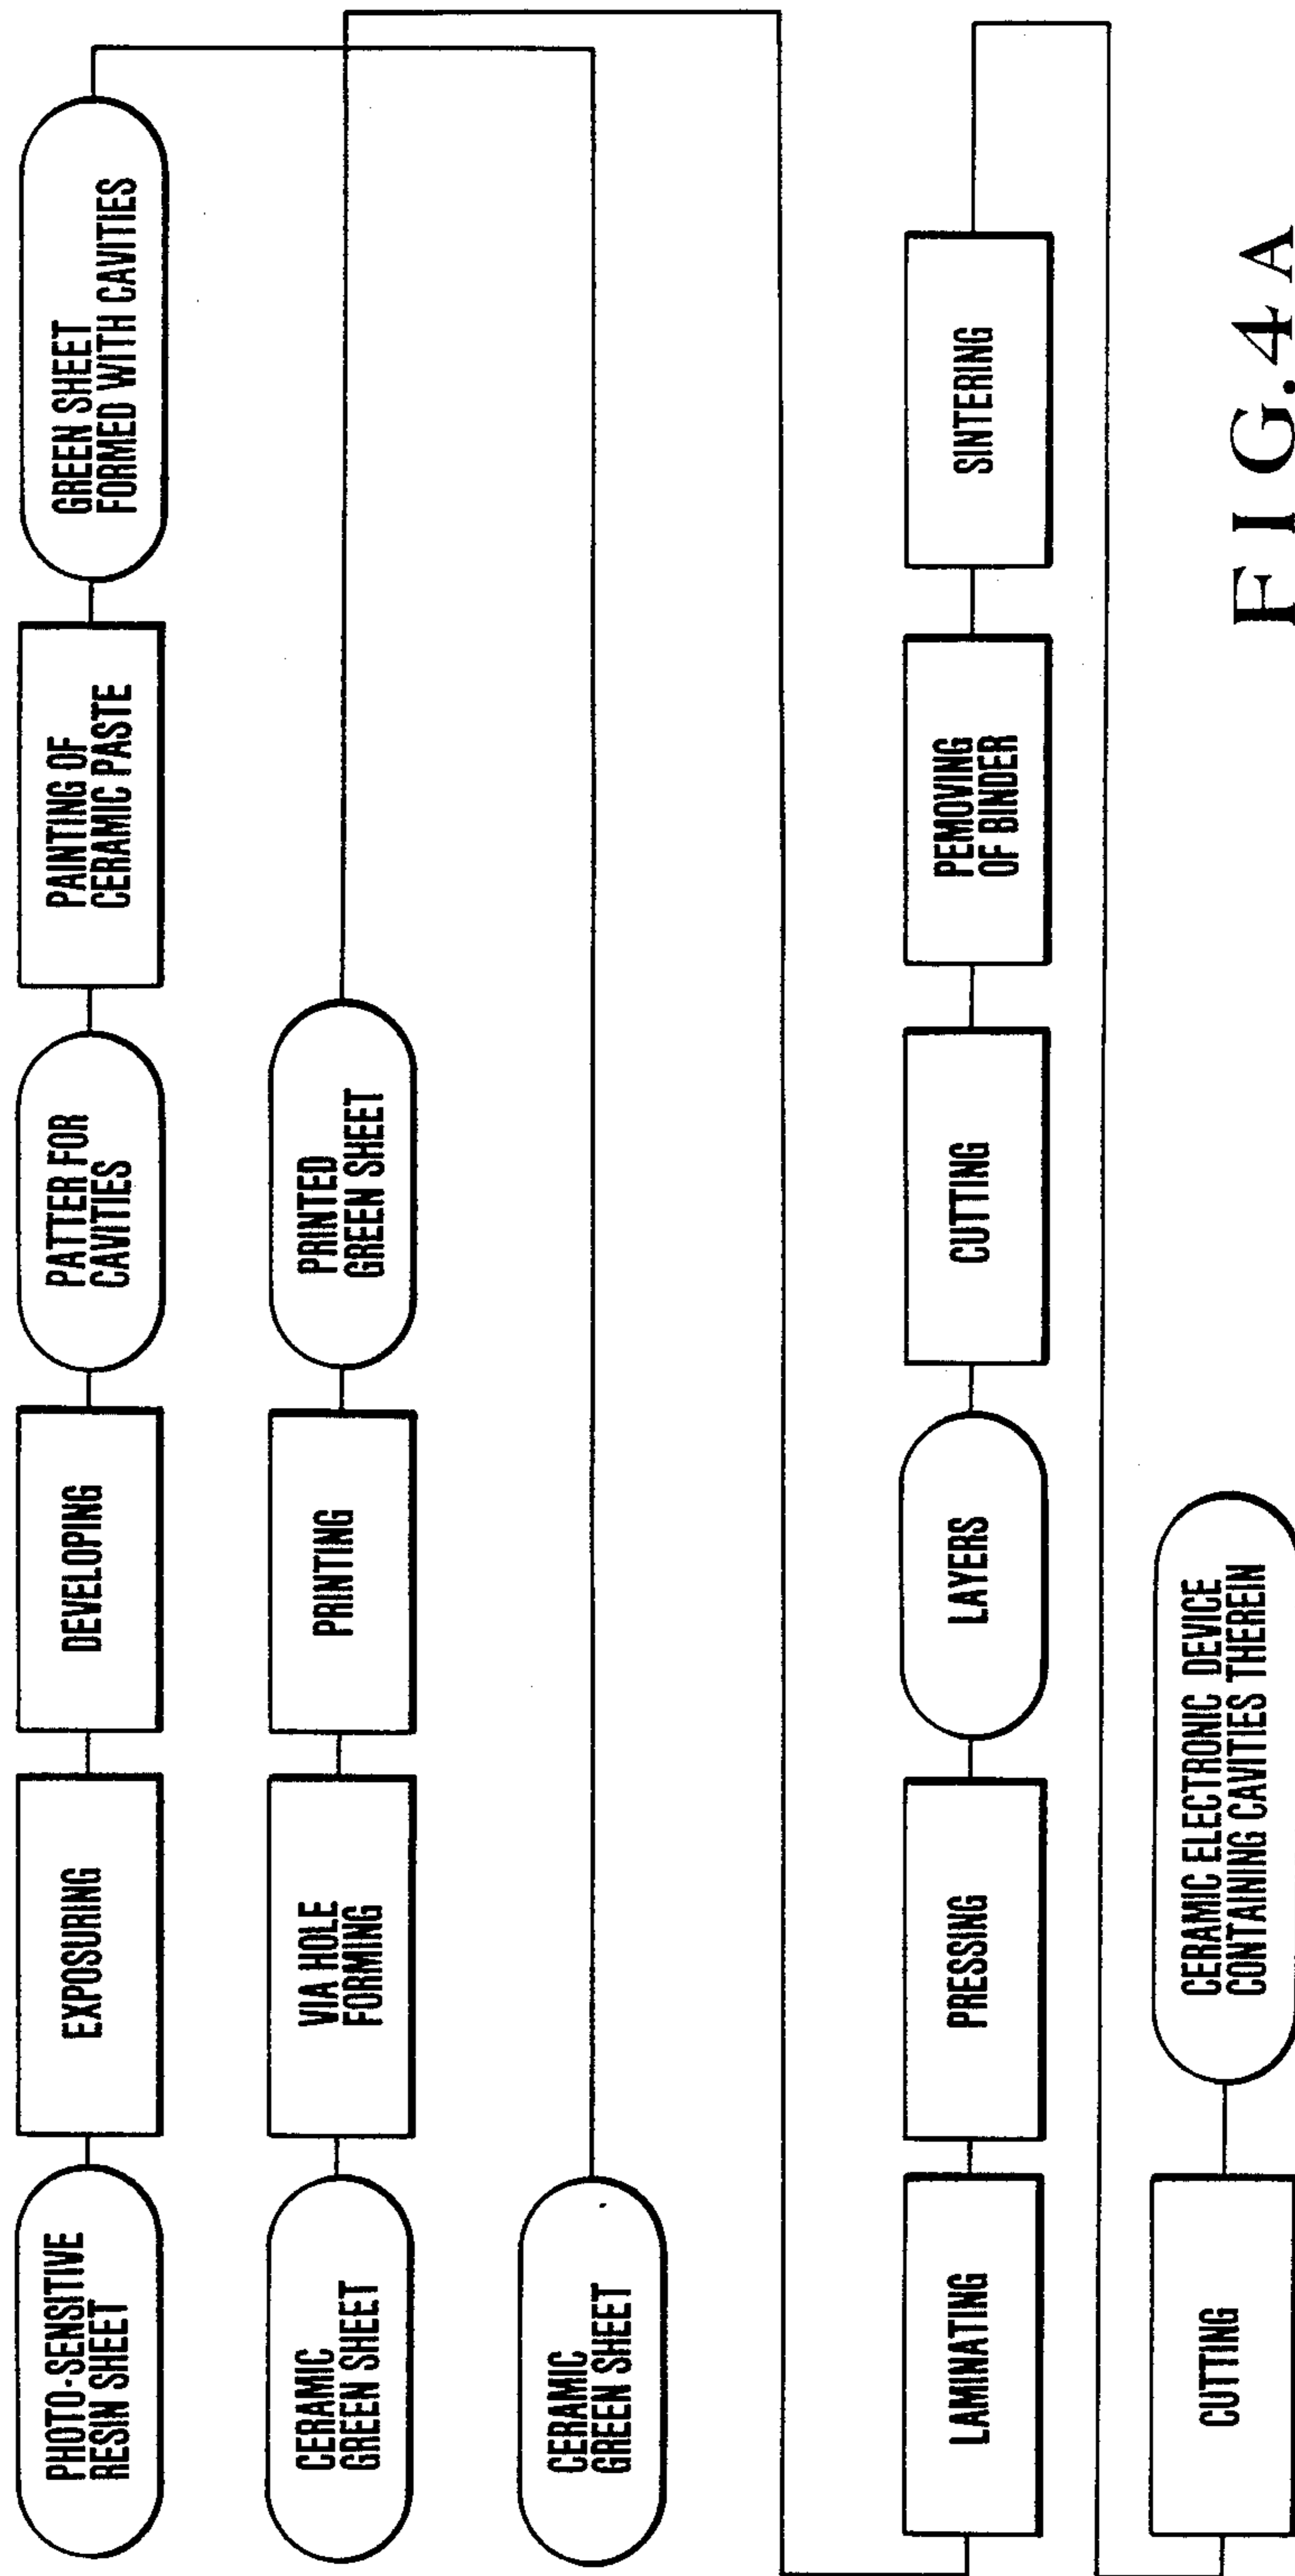 PHOTO-SENSITIVE
RESIN SHEET
EXPOSURING
DEVELOPING
PATTER FOR
CAVITIES
PAINTING OF
CERAMIC PASTE
GREEN SHEET
FORMED WITH CAVITIES
CERAMIC
GREEN SHEET
VIA HOLE
FORMING
PRINTING
PRINTED
GREEN SHEET
CERAMIC
GREEN SHEET
LAMINATING
PRESSING
LAYERS
CUTTING
PEMOVING
OF BINDER
SINTERING
CUTTING
CERAMIC ELECTRONIC DEVICE
CONTAINING CAVITIES THEREIN
FIG.4A